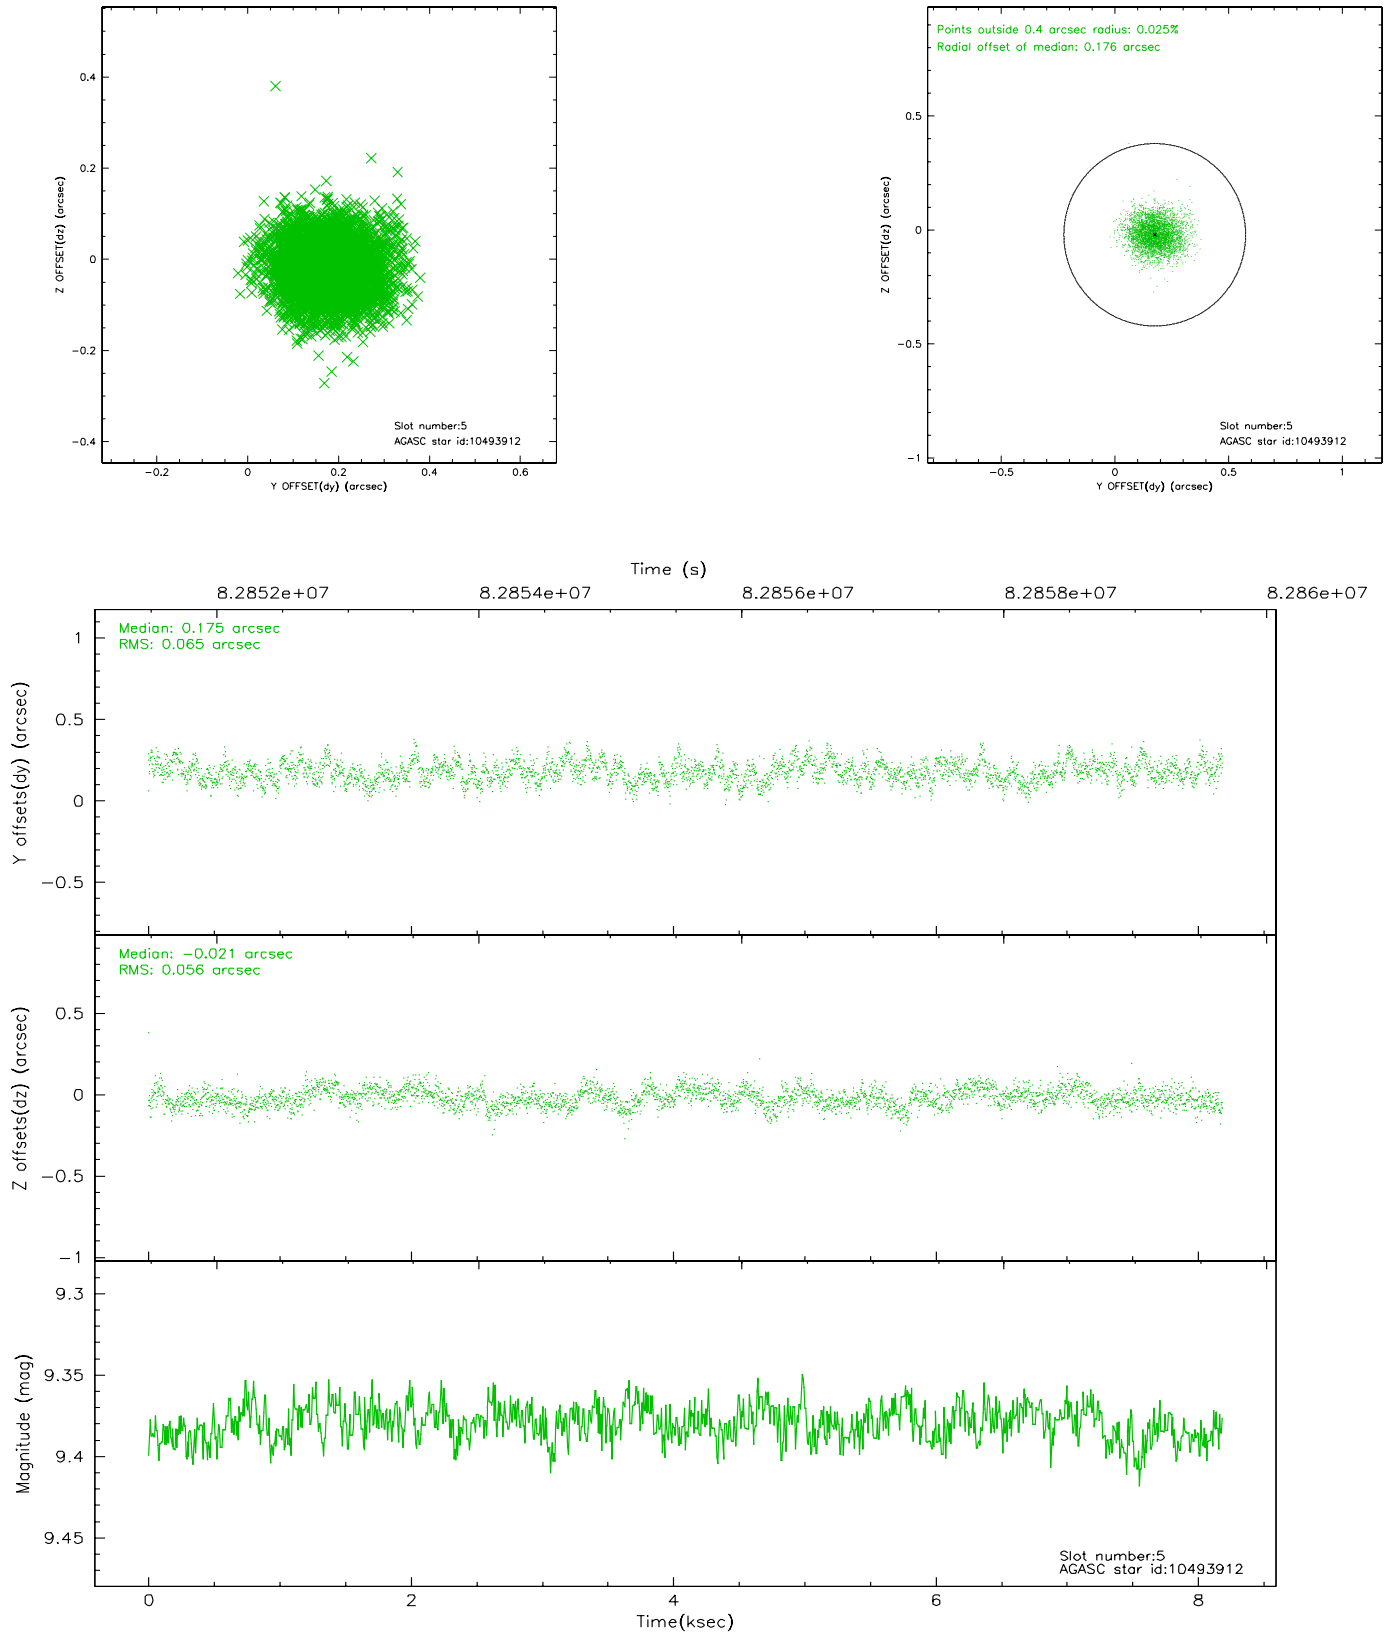 0.4
0.2
0
−0.2
−0.4
Z OFFSET(dz) (arcsec)
Slot number:5
AGASC star id:10493912
−0.2
0
0.2
0.4
0.6
Y OFFSET(dy) (arcsec)
Points outside 0.4 arcsec radius: 0.025%
Radial offset of median: 0.176 arcsec
0.5
0
−0.5
−1
Z OFFSET(dz) (arcsec)
Slot number:5
AGASC star id:10493912
−0.5
0
0.5
1
Y OFFSET(dy) (arcsec)
Time (s)
8.2852e+07
8.2854e+07
8.2856e+07
8.2858e+07
8.286e+07
Median: 0.175 arcsec
RMS: 0.065 arcsec
1
0.5
0
−0.5
Y offsets(dy) (arcsec)
Median: −0.021 arcsec
RMS: 0.056 arcsec
0.5
0
−0.5
−1
Z offsets(dz) (arcsec)
9.3
9.35
9.4
9.45
Magnitude (mag)
Slot number:5
AGASC star id:10493912
0
2
4
6
8
Time(ksec)